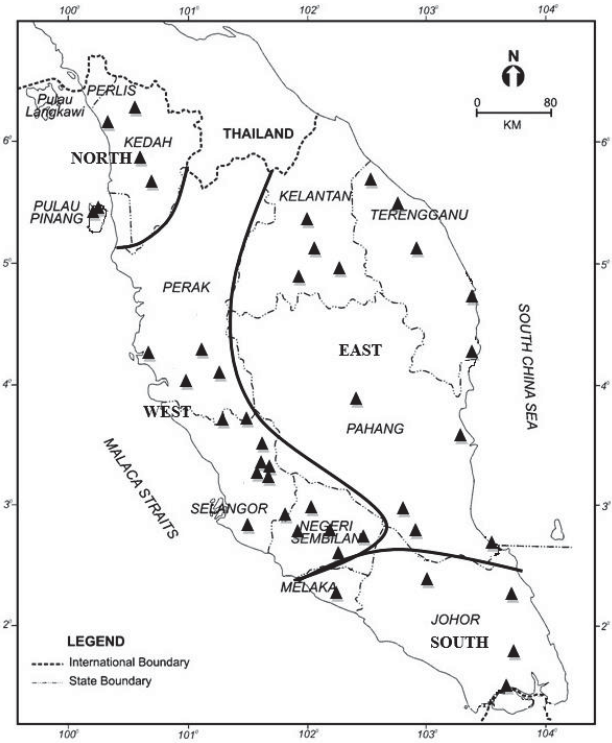 100°
101°
102°
103°
104°
N
0 80
KM
PERLIS
Pulau
Langkawi
KEDAH
NORTH
THAILAND
6°
6°
KELANTAN
TERENGGANU
PULAU
PINANG
5°
5°
PERAK
SOUTH CHINA SEA
EAST
4°
4°
WEST
PAHANG
MALACA STRAITS
3°
3°
SELANGOR
NEGERI
SEMBILAN
MELAKA
JOHOR
SOUTH
2°
2°
LEGEND
International Boundary
State Boundary
100°
101°
102°
103°
104°